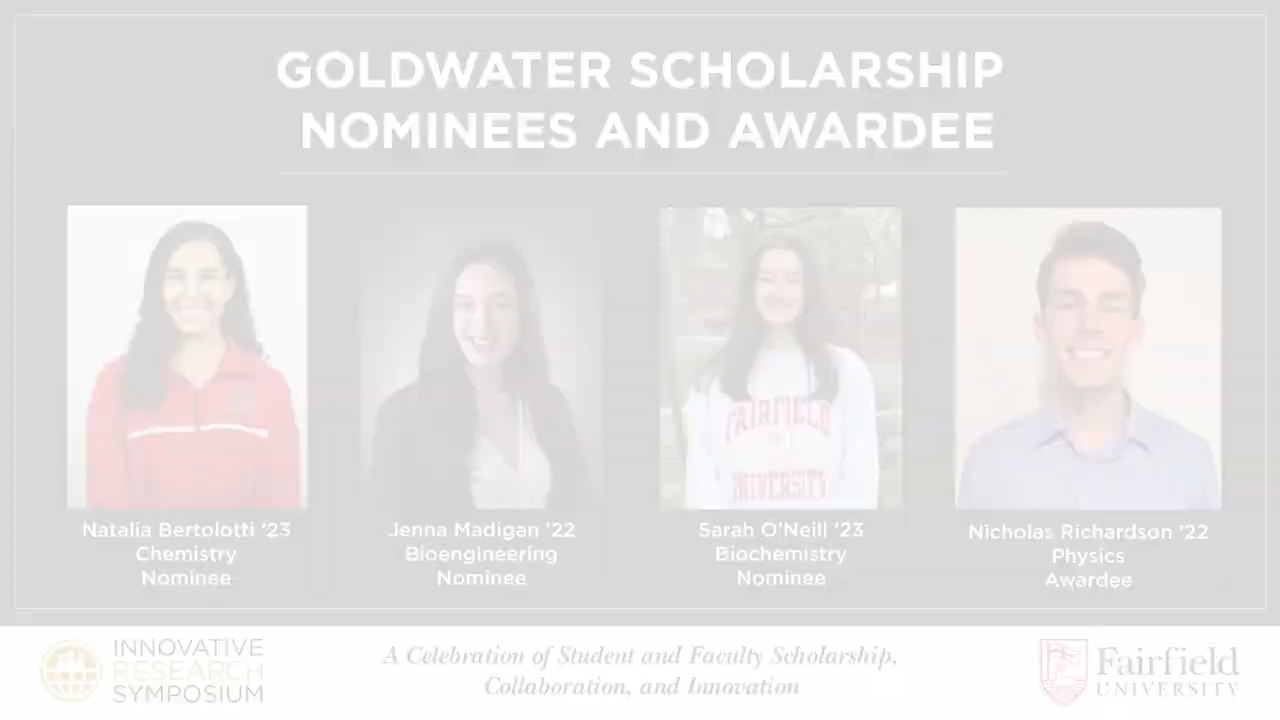 GOLDWATER SCHOLARSHIP
NOMINEES AND AWARDEE
FAIRFIELD
UNIVERSITY
Natalia Bertolotti '23
Chemistry
Nominee
Jenna Madigan '22
Bioengineering
Nominee
Sarah O'Neill '23
Biochemistry
Nominee
Nicholas Richardson '22
Physics
Awardee
INNOVATIVE
RESEARCH
SYMPOSIUM
A Celebration of Student and Faculty Scholarship,
Collaboration, and Innovation
Fairfield
UNIVERSITY